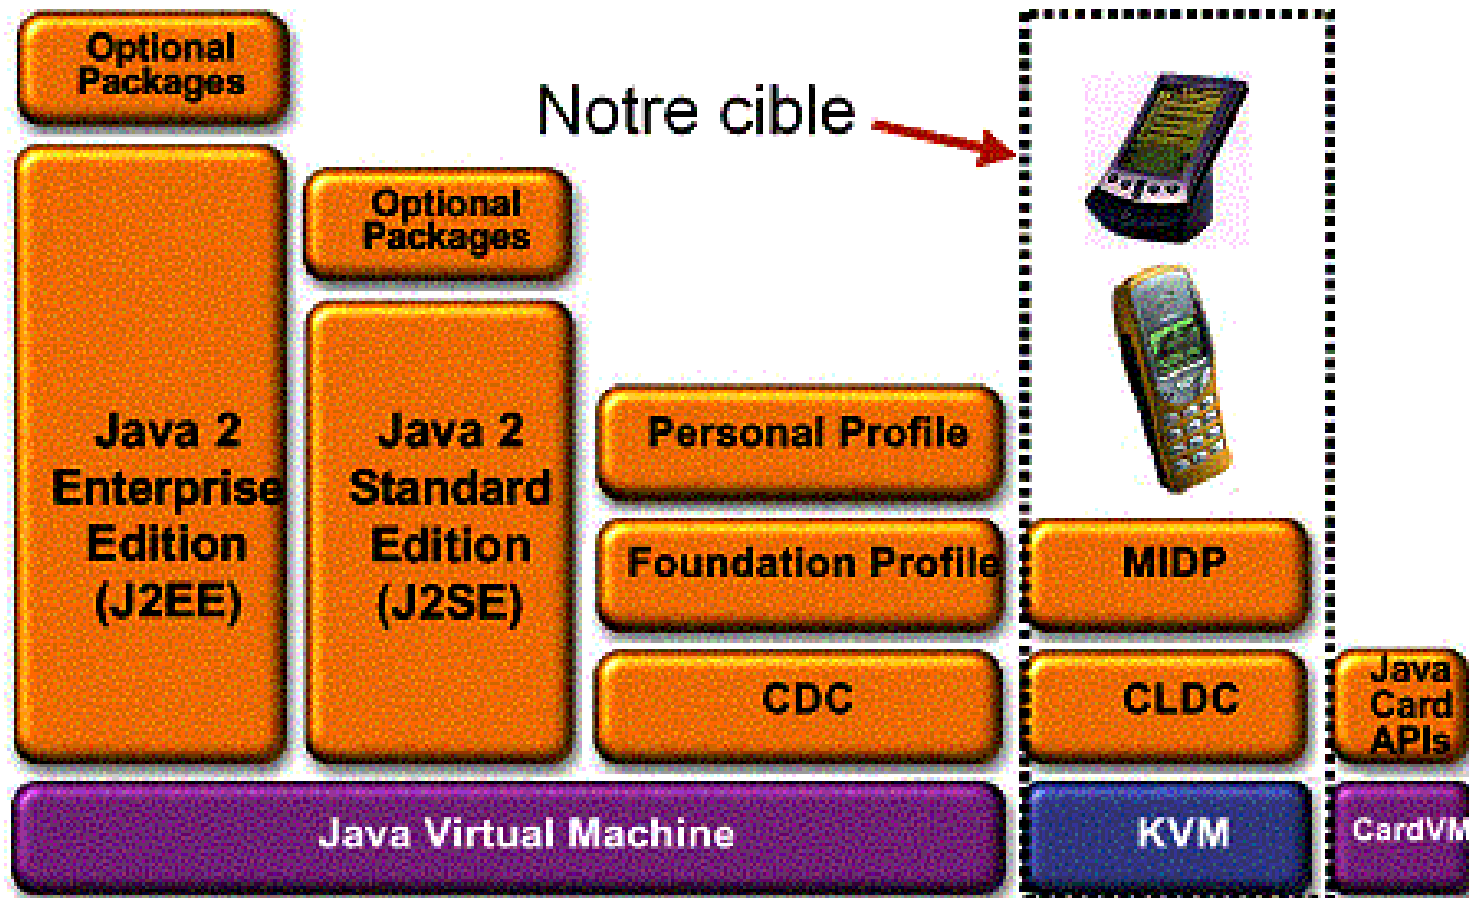 Optional
Packages
Notre cible
Optional
Packages
Java 2
Enterprise
Edition
(J2EE)
Java 2
Standard
Edition
(J2SE)
Personal Profile
Foundation Profile
MIDP
CDC
CLDC
Java
Card
APIs
Java Virtual Machine
KVM
CardVM